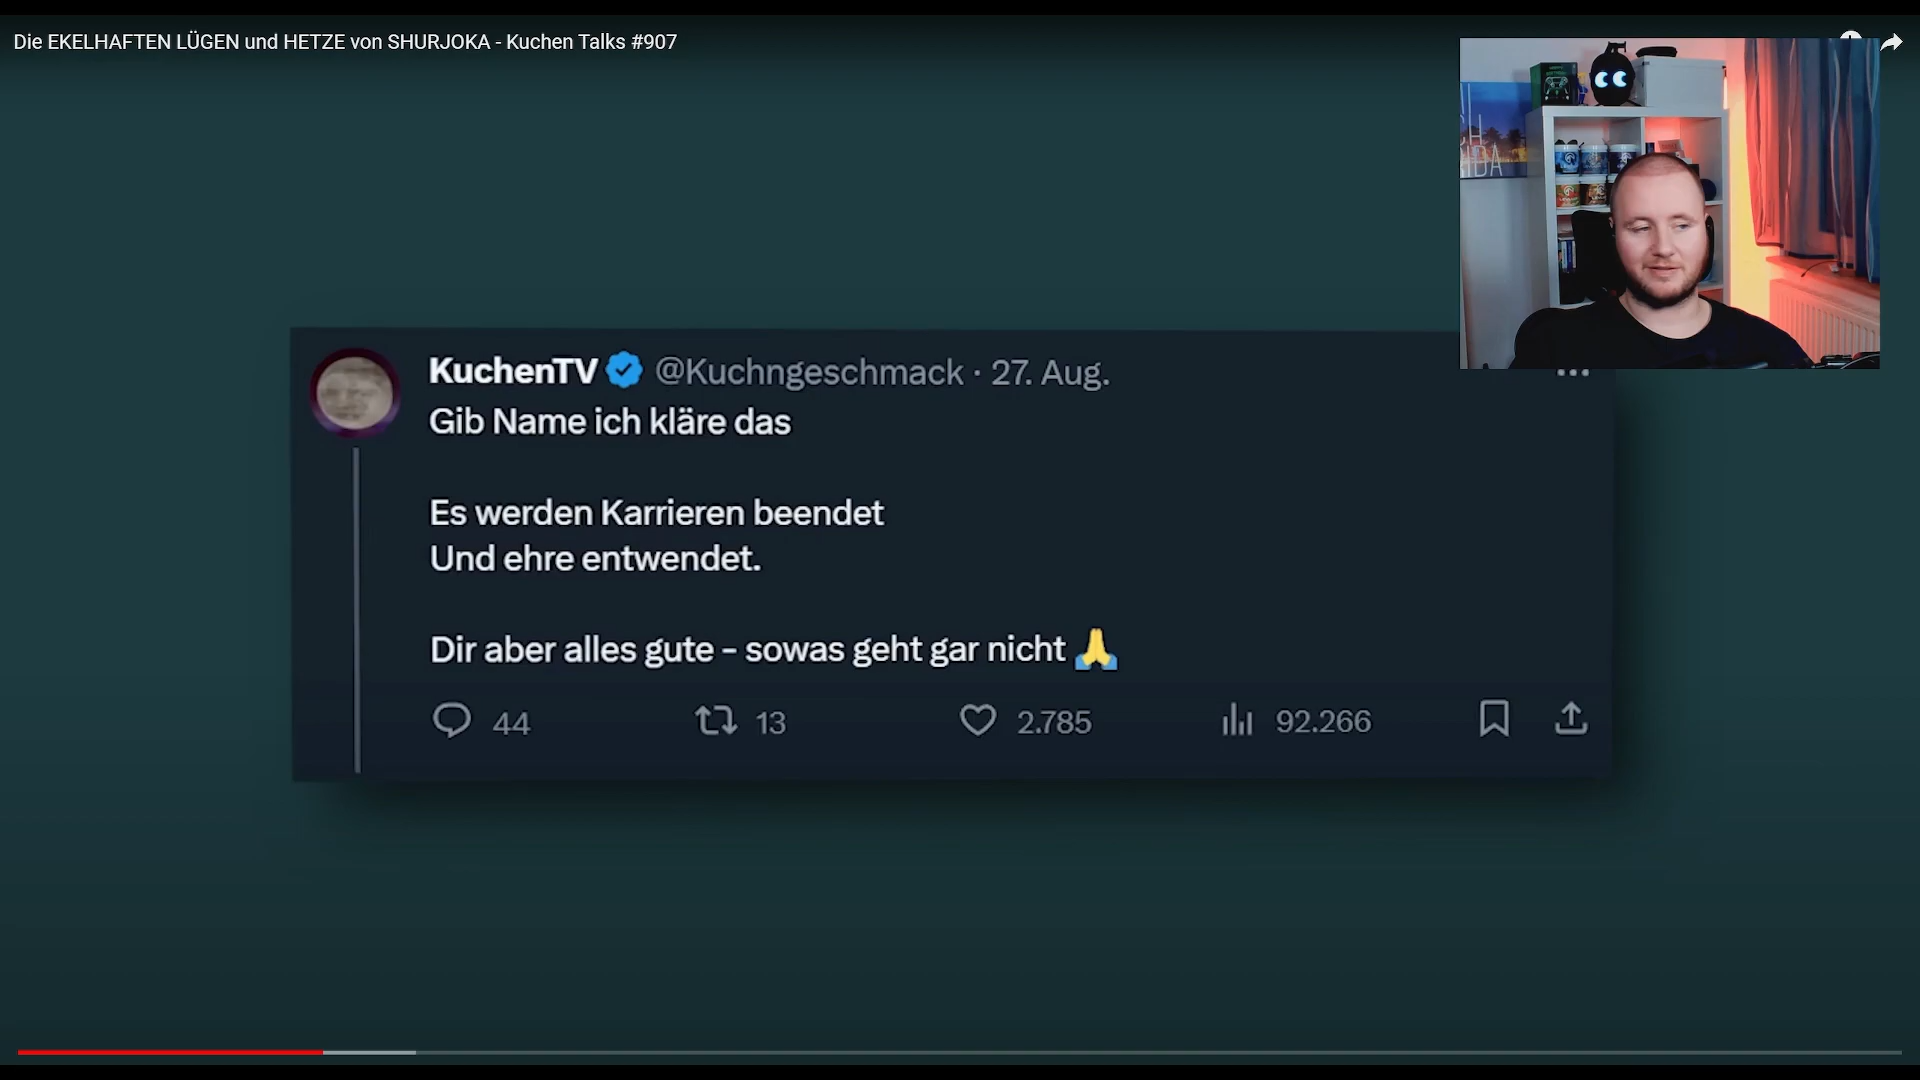 Die EKELHAFTEN LÜGEN und HETZE von SHURJOKA - Kuchen Talks #907
KuchenTV @Kuchngeschmack · 27. Aug.
Gib Name ich kläre das
Es werden Karrieren beendet
Und ehre entwendet.
Dir aber alles gute - sowas geht gar nicht 🙏
44 13 2.785 92.266